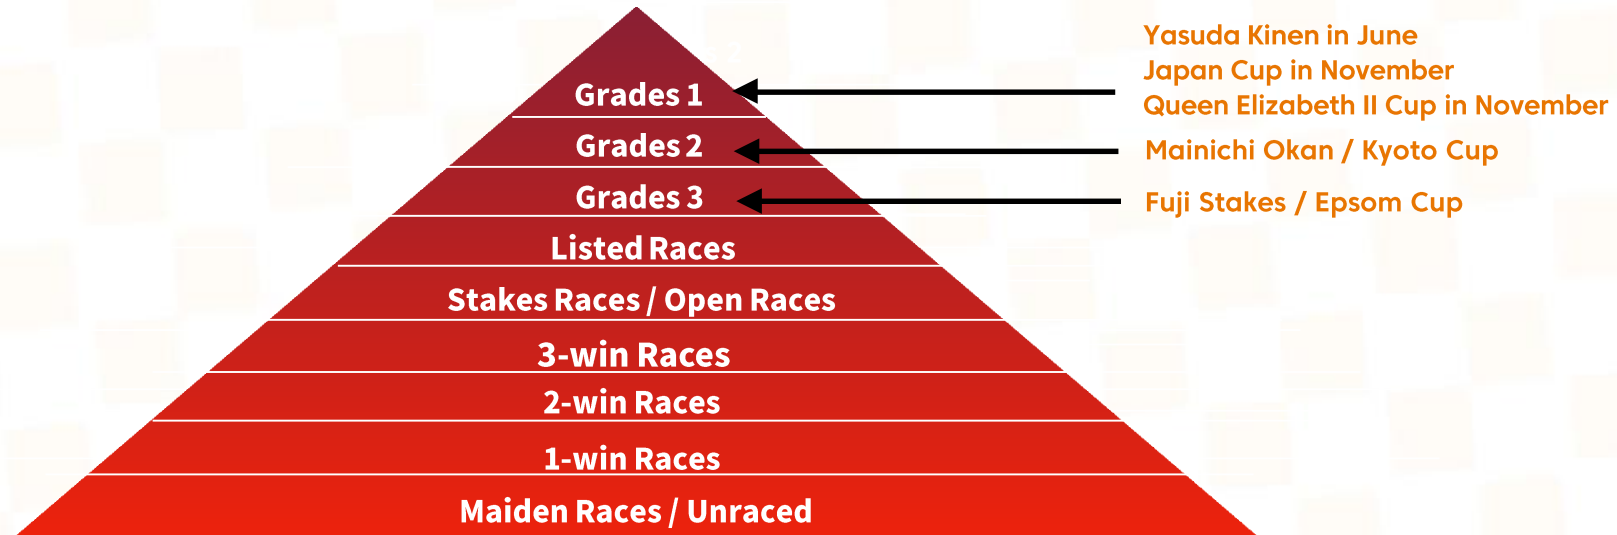 Yasuda Kinen in June
Japan Cup in November
Queen Elizabeth II Cup in November
Grades 1
Grades 2
Mainichi Okan / Kyoto Cup
Grades 3
Fuji Stakes / Epsom Cup
Listed Races
Stakes Races / Open Races
3-win Races
2-win Races
1-win Races
Maiden Races / Unraced